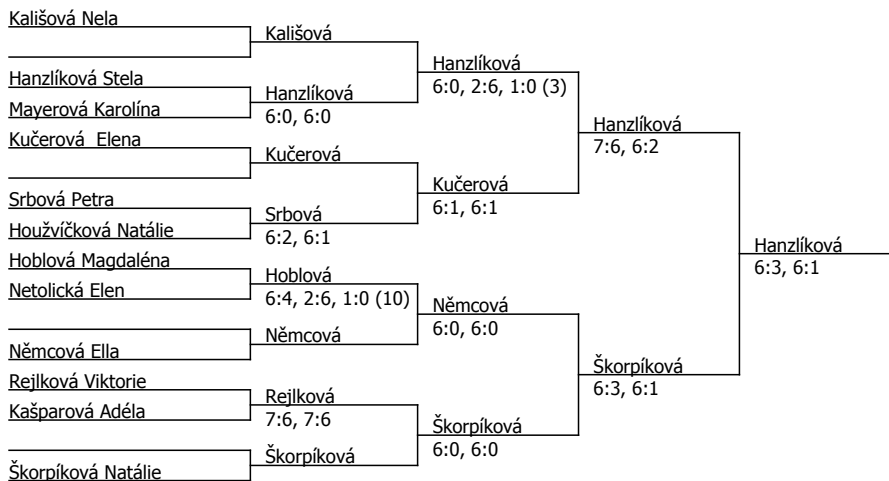 Kališová Nela
Hanzlíková Stela
Mayerová Karolína
Kučerová  Elena
Srbová Petra
Houžvíčková Natálie
Hoblová Magdaléna
Netolická Elen
Němcová Ella
Rejlková Viktorie
Kašparová Adéla
Škorpíková Natálie
Kališová
Hanzlíková
6:0, 6:0
Kučerová
Srbová
6:2, 6:1
Hoblová
6:4, 2:6, 1:0 (10)
Němcová
Rejlková
7:6, 7:6
Škorpíková
Hanzlíková
6:0, 2:6, 1:0 (3)
Kučerová
6:1, 6:1
Němcová
6:0, 6:0
Škorpíková
6:0, 6:0
Hanzlíková
7:6, 6:2
Škorpíková
6:3, 6:1
Hanzlíková
6:3, 6:1